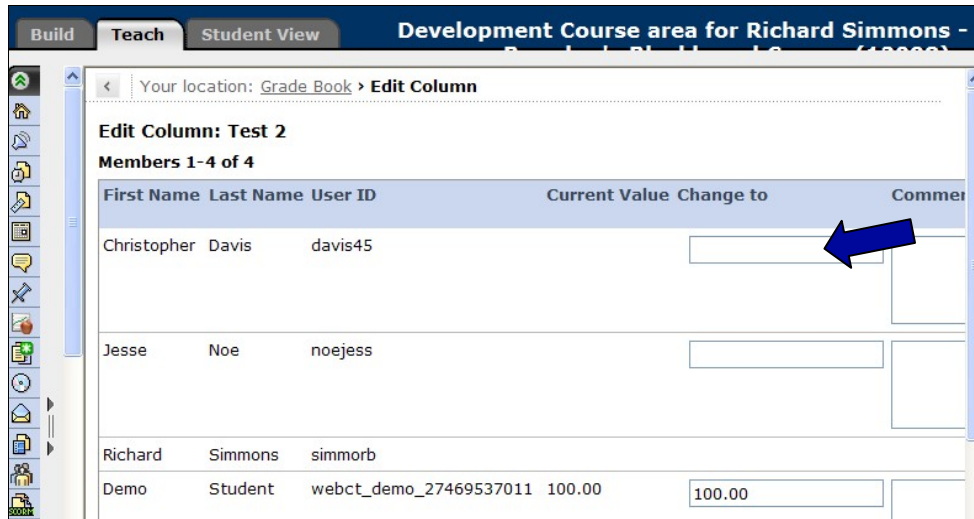 Build Teach Student View Development Course area for Richard Simmons -
Your location: Grade Book › Edit Column
Edit Column: Test 2
Members 1-4 of 4
First Name Last Name User ID Current Value Change to Commen
Christopher Davis davis45
Jesse Noe noejess
Richard Simmons simmorb
Demo Student webct_demo_27469537011 100.00 100.00
SCORM